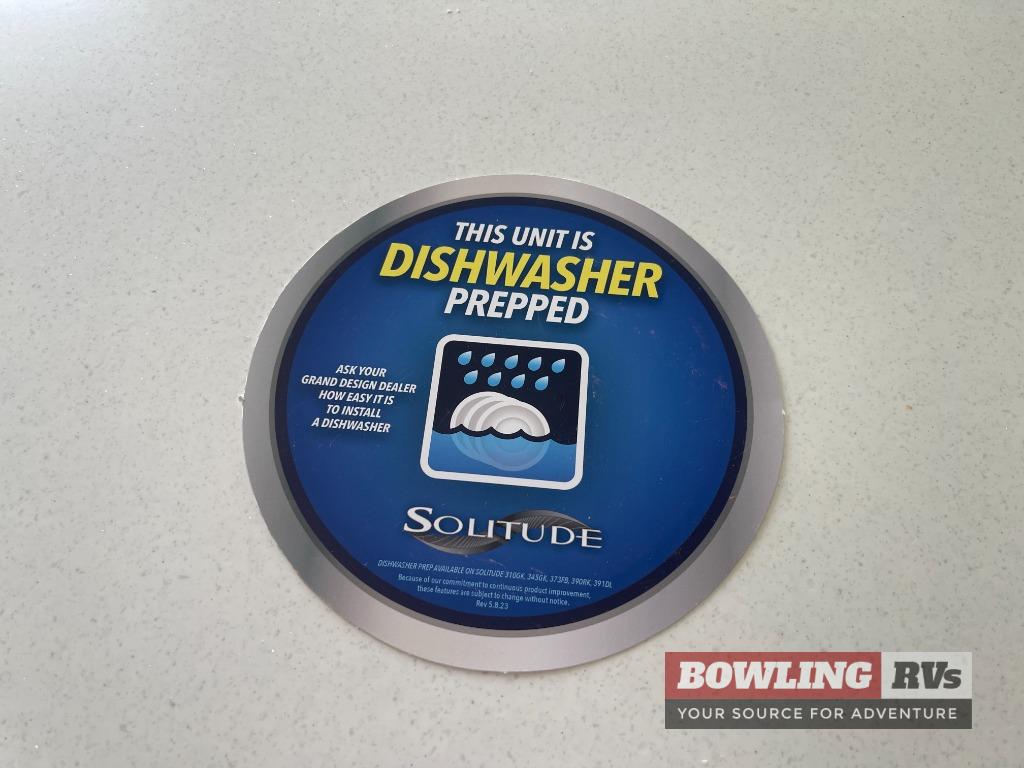 THIS UNIT IS
DISHWASHER
PREPPED
ASK YOUR
GRAND DESIGN DEALER
HOW EASY IT IS
TO INSTALL
A DISHWASHER
SOLITUDE
DISHWASHER PREP AVAILABLE ON SOLITUDE 310GK, 345GK, 373FB, 390RK, 391DL
Because of our commitment to continuous product improvement,
these features are subject to change without notice.
Rev 5.8.23
BOWLING RVs
YOUR SOURCE FOR ADVENTURE